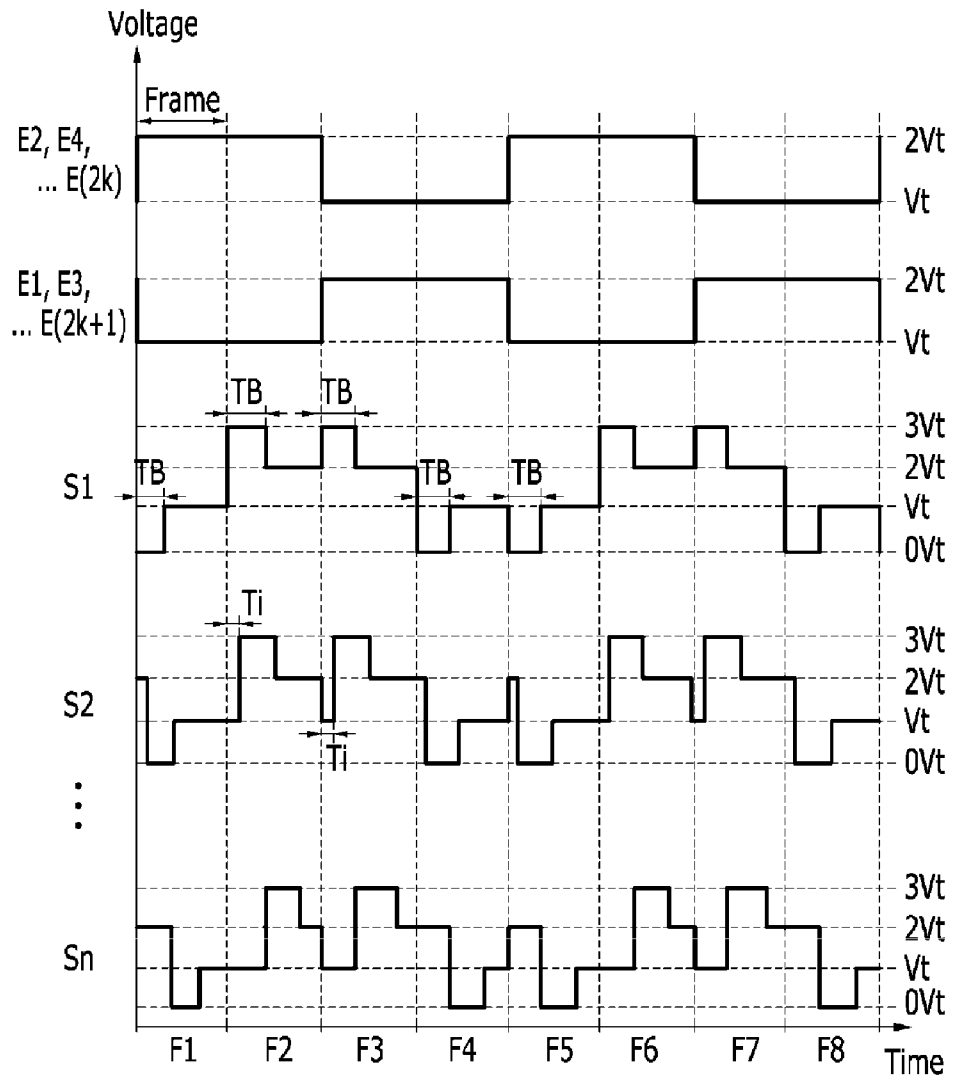 Voltage
Frame
E2, E4,
... E(2k)
2Vt
Vt
E1, E3,
... E(2k+1)
2Vt
Vt
TB
TB
3Vt
TB
TB
TB
2Vt
S1
Vt
0Vt
Ti
3Vt
2Vt
S2
Vt
Ti
0Vt
3Vt
2Vt
Sn
Vt
0Vt
F1
F2
F3
F4
F5
F6
F7
F8
Time